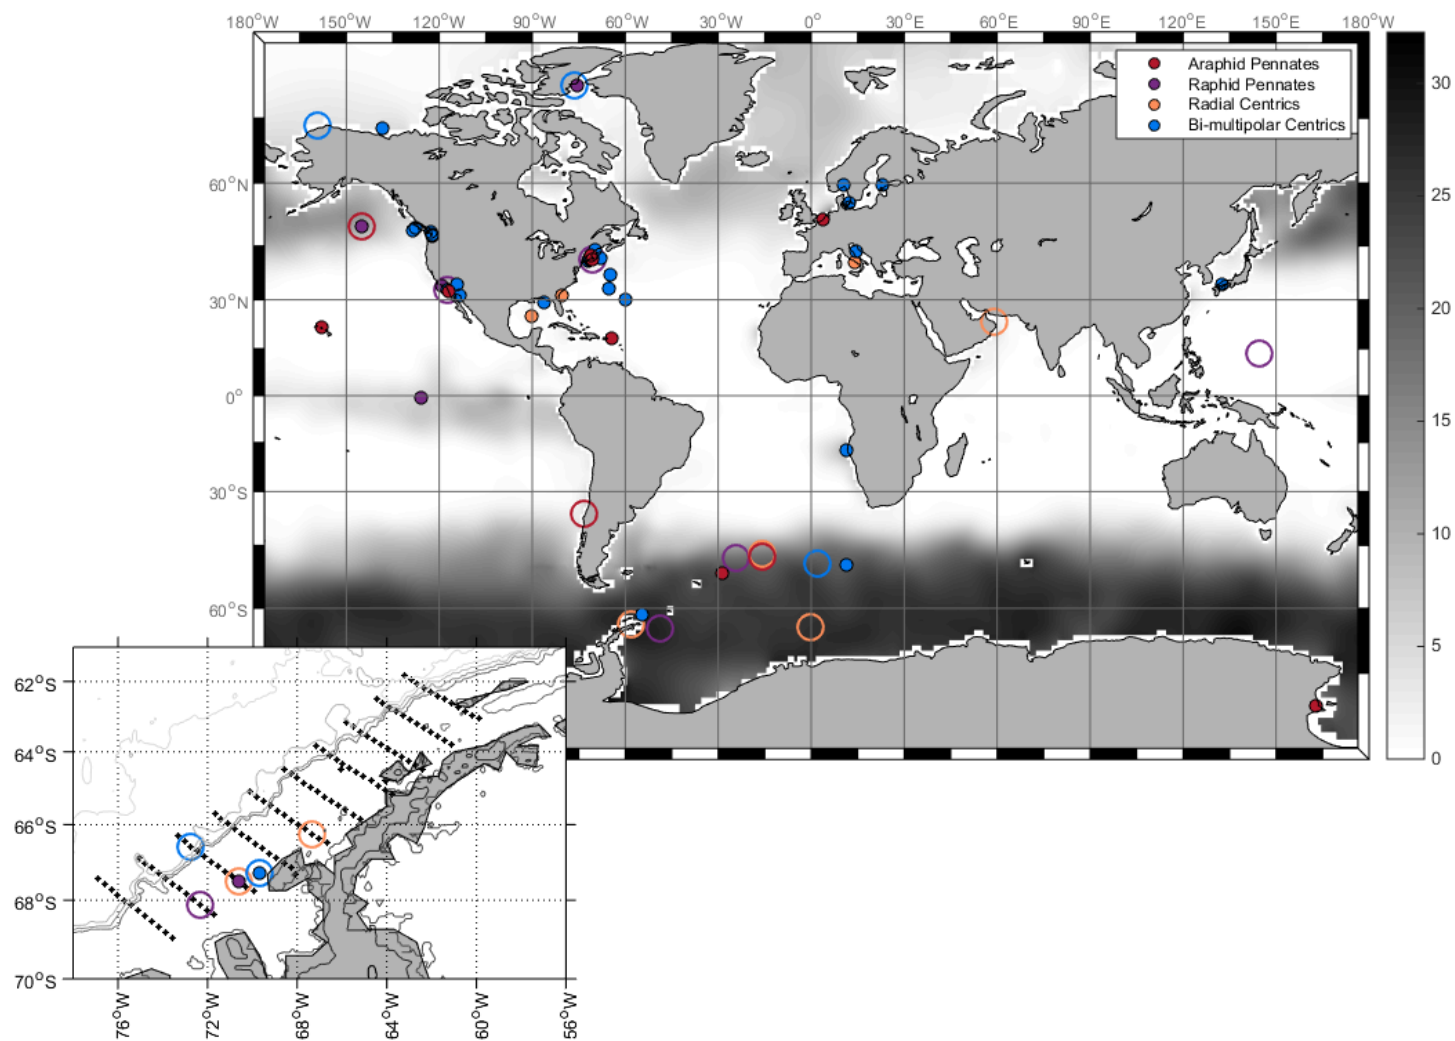 180°W 150°W 120°W 90°W 60°W 30°W 0° 30°E 60°E 90°E 120°E 150°E 180°W
Araphid Pennates
Raphid Pennates
Radial Centrics
Bi-multipolar Centrics
60°N
30°N
0°
30°S
60°S
30
25
20
15
10
5
0
62°S
64°S
66°S
68°S
70°S
76°W 72°W 68°W 64°W 60°W 56°W